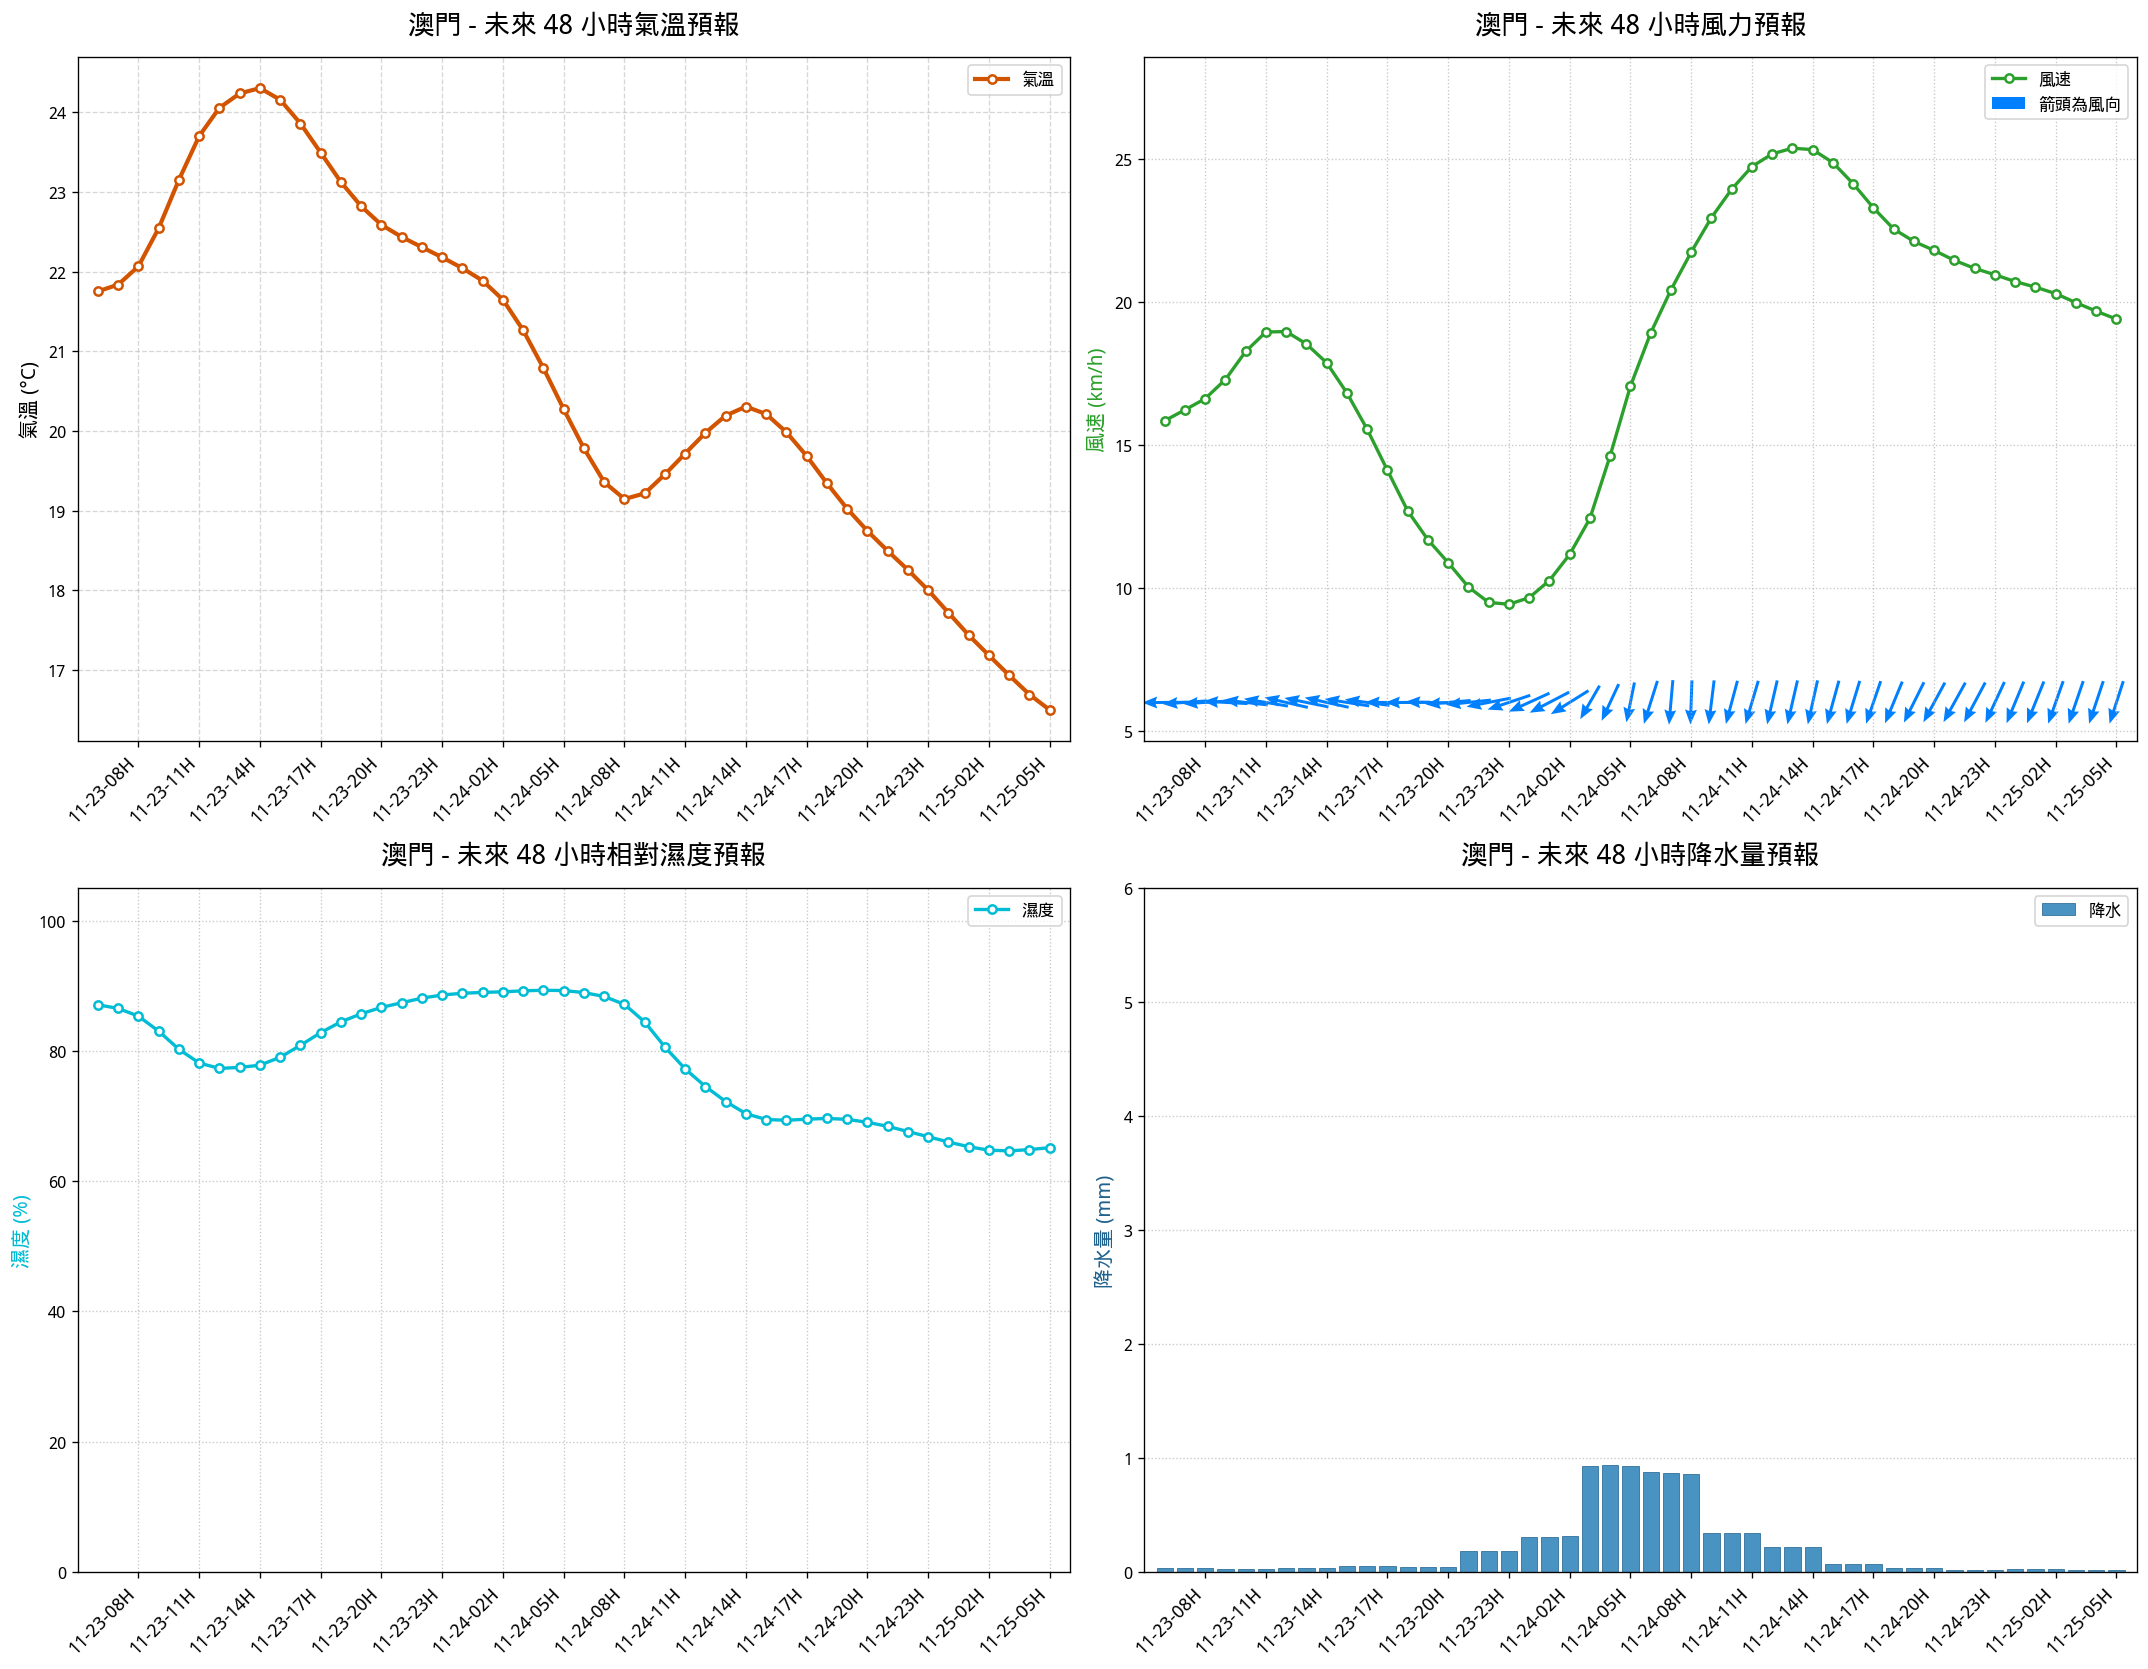 澳門 - 未來 48 小時氣溫預報
氣溫
24
23
22
21
20
19
18
17
氣溫 (°C)
11-23-08H
11-23-11H
11-23-14H
11-23-17H
11-23-20H
11-23-23H
11-24-02H
11-24-05H
11-24-08H
11-24-11H
11-24-14H
11-24-17H
11-24-20H
11-24-23H
11-25-02H
11-25-05H
澳門 - 未來 48 小時風力預報
風速
箭頭為風向
25
20
15
10
5
風速 (km/h)
11-23-08H
11-23-11H
11-23-14H
11-23-17H
11-23-20H
11-23-23H
11-24-02H
11-24-05H
11-24-08H
11-24-11H
11-24-14H
11-24-17H
11-24-20H
11-24-23H
11-25-02H
11-25-05H
澳門 - 未來 48 小時相對濕度預報
濕度
100
80
60
40
20
0
濕度 (%)
11-23-08H
11-23-11H
11-23-14H
11-23-17H
11-23-20H
11-23-23H
11-24-02H
11-24-05H
11-24-08H
11-24-11H
11-24-14H
11-24-17H
11-24-20H
11-24-23H
11-25-02H
11-25-05H
澳門 - 未來 48 小時降水量預報
降水
6
5
4
3
2
1
0
降水量 (mm)
11-23-08H
11-23-11H
11-23-14H
11-23-17H
11-23-20H
11-23-23H
11-24-02H
11-24-05H
11-24-08H
11-24-11H
11-24-14H
11-24-17H
11-24-20H
11-24-23H
11-25-02H
11-25-05H